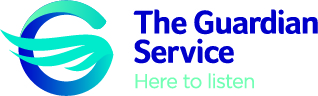 The Guardian
Service
Here to listen